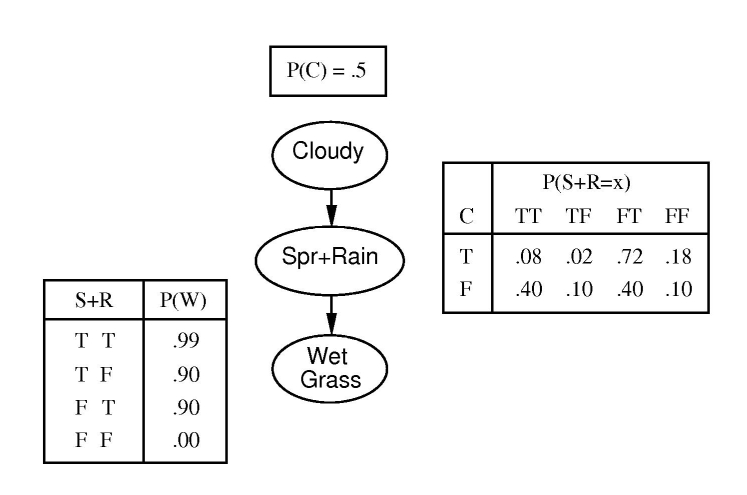 P(C) = .5
Cloudy
P(S+R=x)
C TT TF FT FF
T .08 .02 .72 .18
F .40 .10 .40 .10
Spr+Rain
S+R P(W)
T T .99
T F .90
F T .90
F F .00
Wet
Grass